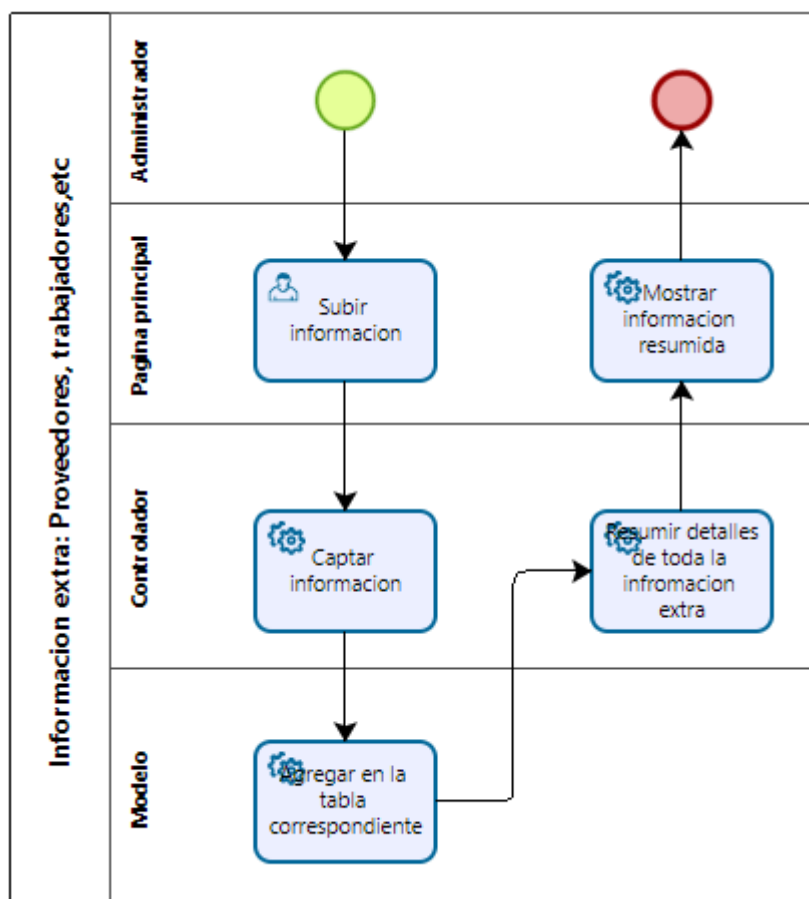 Informacion extra: Proveedores, trabajadores,etc
Administrador
Pagina principal
Subir
informacion
Mostrar
informacion
resumida
Controlador
Captar
informacion
Resumir detalles
de toda la
infromacion
extra
Modelo
Agregar en la
tabla
correspondiente